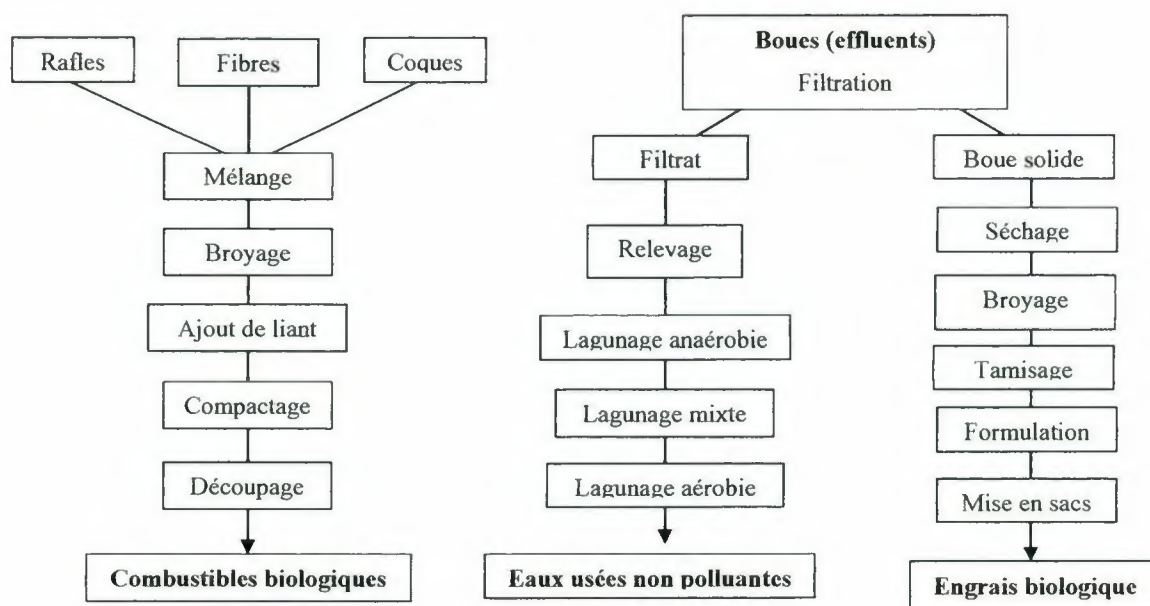 Rafles
Fibres
Coques
Mélange
Broyage
Ajout de liant
Compactage
Découpage
Combustibles biologiques
Boues (effluents)
Filtration
Filtrat
Relevage
Lagunage anaérobie
Lagunage mixte
Lagunage aérobie
Eaux usées non polluantes
Boue solide
Séchage
Broyage
Tamisage
Formulation
Mise en sacs
Engrais biologique